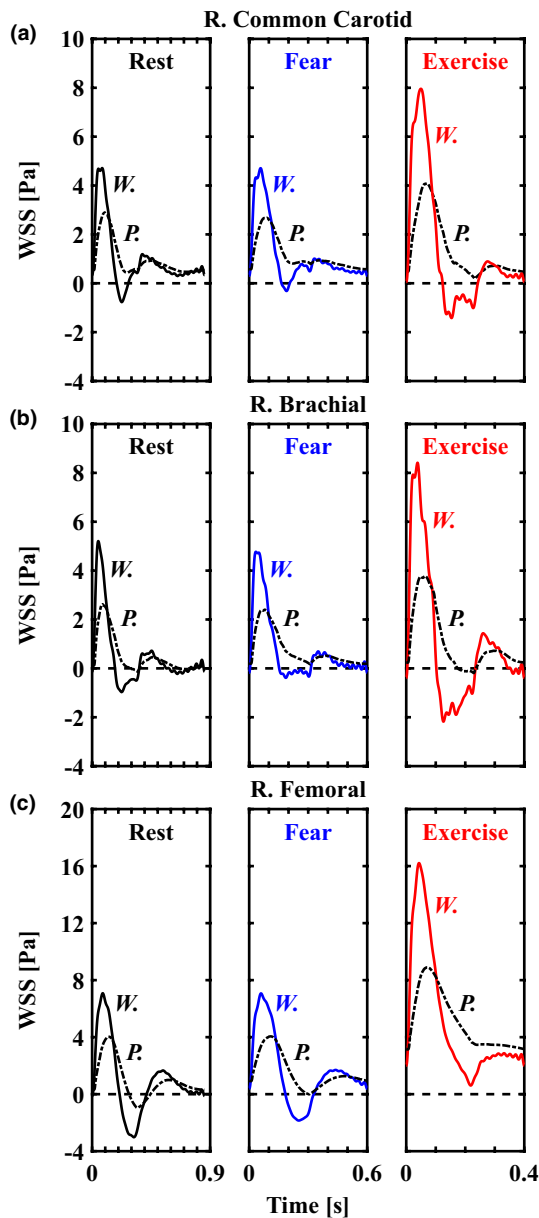 (a) R. Common Carotid
Rest Fear Exercise
WSS [Pa]
10
8
6
4
2
0
-2
-4
W. P. W. P. W. P.
(b) R. Brachial
Rest Fear Exercise
WSS [Pa]
10
8
6
4
2
0
-2
-4
W. P. W. P. W. P.
(c) R. Femoral
Rest Fear Exercise
WSS [Pa]
20
16
12
8
4
0
-4
W. P. W. P. W. P.
0 0.9 0 0.6 0 0.4
Time [s]